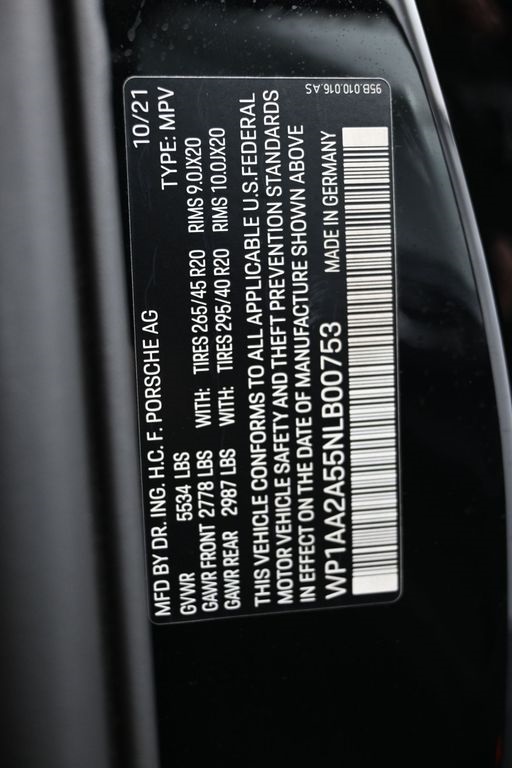 95B.010.016.AS
MFD BY DR. ING. H.C. F. PORSCHE AG 10/21
GVWR 5534 LBS TYPE: MPV
GAWR FRONT 2778 LBS WITH: TIRES 265/45 R20 RIMS 9.0JX20
GAWR REAR 2987 LBS WITH: TIRES 295/40 R20 RIMS 10.0JX20
THIS VEHICLE CONFORMS TO ALL APPLICABLE U.S.FEDERAL
MOTOR VEHICLE SAFETY AND THEFT PREVENTION STANDARDS
IN EFFECT ON THE DATE OF MANUFACTURE SHOWN ABOVE
WP1AA2A55NLB00753 MADE IN GERMANY